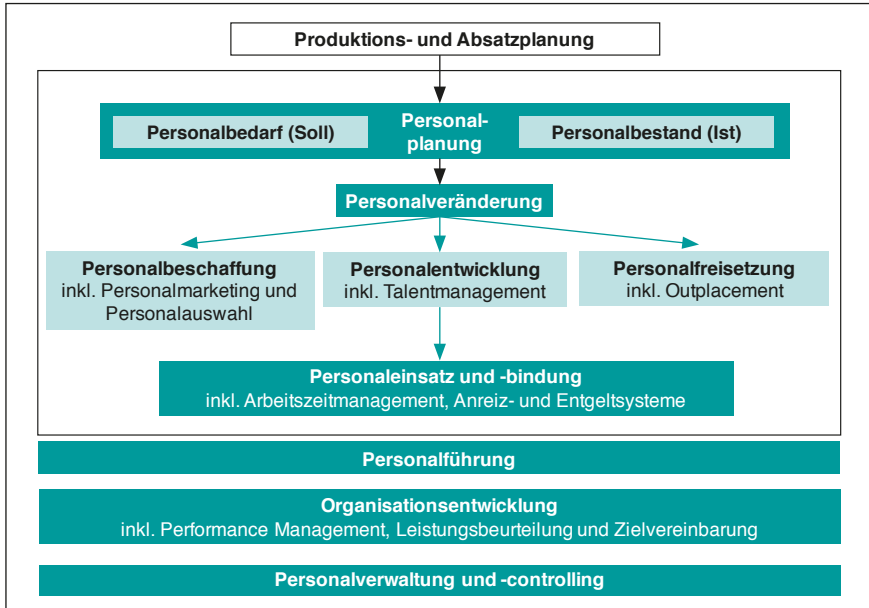 Produktions- und Absatzplanung
Personalbedarf (Soll)
Personal-
planung
Personalbestand (Ist)
Personalveränderung
Personalbeschaffung
inkl. Personalmarketing und
Personalauswahl
Personalentwicklung
inkl. Talentmanagement
Personalfreisetzung
inkl. Outplacement
Personaleinsatz und -bindung
inkl. Arbeitszeitmanagement, Anreiz- und Entgeltsysteme
Personalführung
Organisationsentwicklung
inkl. Performance Management, Leistungsbeurteilung und Zielvereinbarung
Personalverwaltung und -controlling